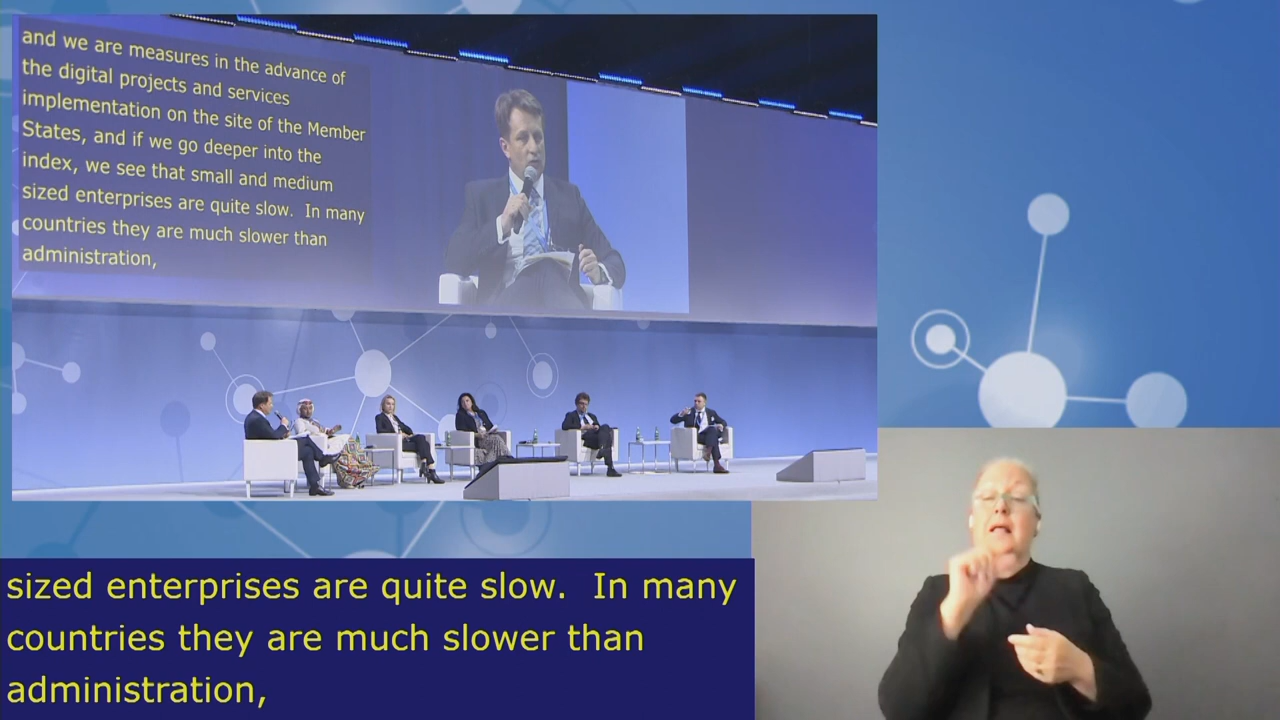 and we are measures in the advance of
the digital projects and services
implementation on the site of the Member
States, and if we go deeper into the
index, we see that small and medium
sized enterprises are quite slow.  In many
countries they are much slower than
administration,
sized enterprises are quite slow.  In many
countries they are much slower than
administration,